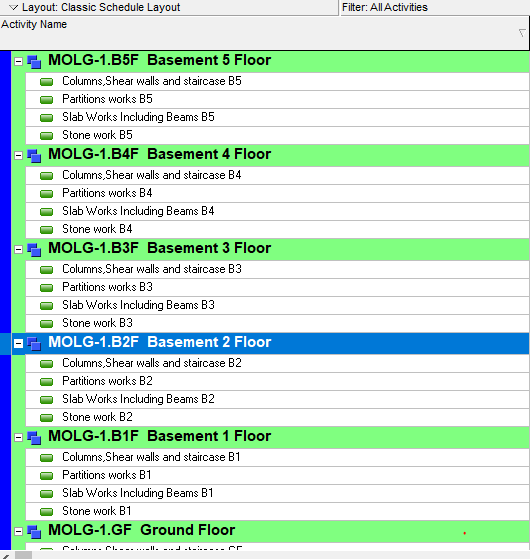 Layout: Classic Schedule Layout Filter: All Activities
Activity Name
MOLG-1.B5F Basement 5 Floor
Columns,Shear walls and staircase B5
Partitions works B5
Slab Works Including Beams B5
Stone work B5
MOLG-1.B4F Basement 4 Floor
Columns,Shear walls and staircase B4
Partitions works B4
Slab Works Including Beams B4
Stone work B4
MOLG-1.B3F Basement 3 Floor
Columns,Shear walls and staircase B3
Partitions works B3
Slab Works Including Beams B3
Stone work B3
MOLG-1.B2F Basement 2 Floor
Columns,Shear walls and staircase B2
Partitions works B2
Slab Works Including Beams B2
Stone work B2
MOLG-1.B1F Basement 1 Floor
Columns,Shear walls and staircase B1
Partitions works B1
Slab Works Including Beams B1
Stone work B1
MOLG-1.GF Ground Floor
Columns,Shear walls and staircase GF